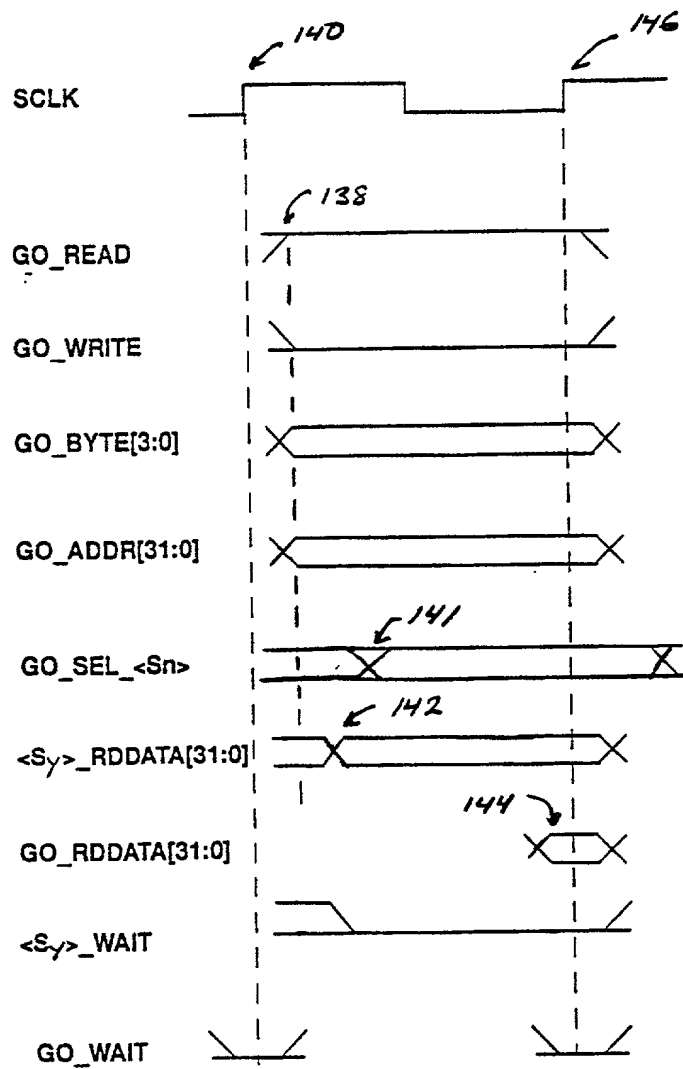 140
146
SCLK
138
GO_READ
GO_WRITE
GO_BYTE[3:0]
GO_ADDR[31:0]
141
GO_SEL_<Sn>
142
<Sy>_RDDATA[31:0]
144
GO_RDDATA[31:0]
<Sy>_WAIT
GO_WAIT